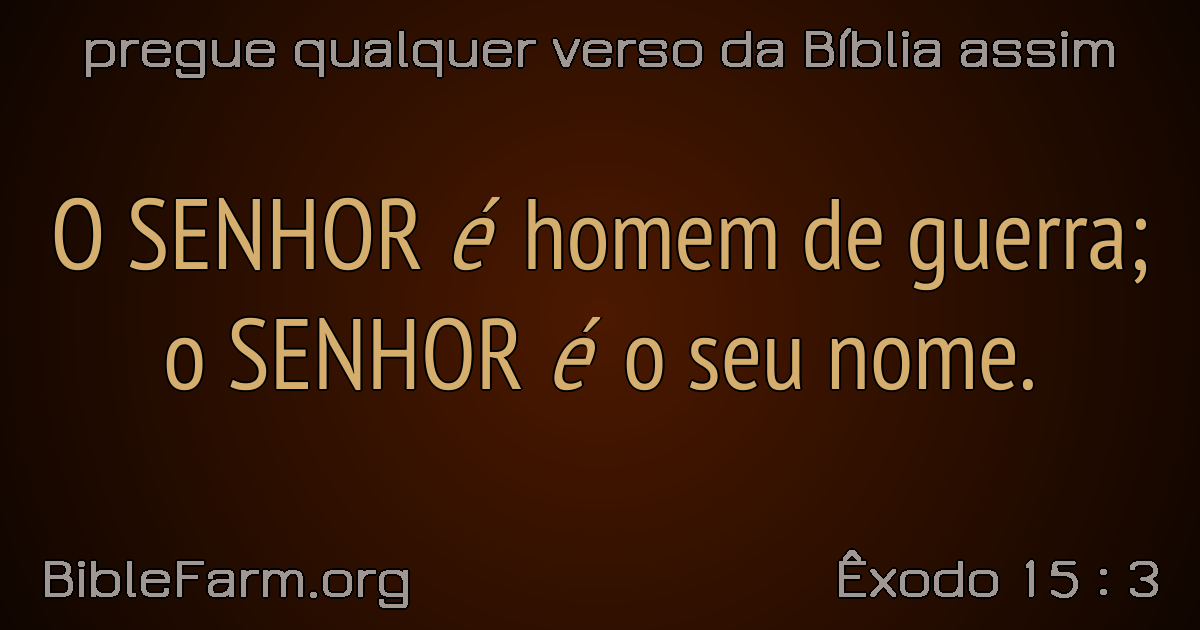 pregue qualquer verso da Bíblia assim
O SENHOR é homem de guerra;
o SENHOR é o seu nome.
BibleFarm.org
Êxodo 15 : 3